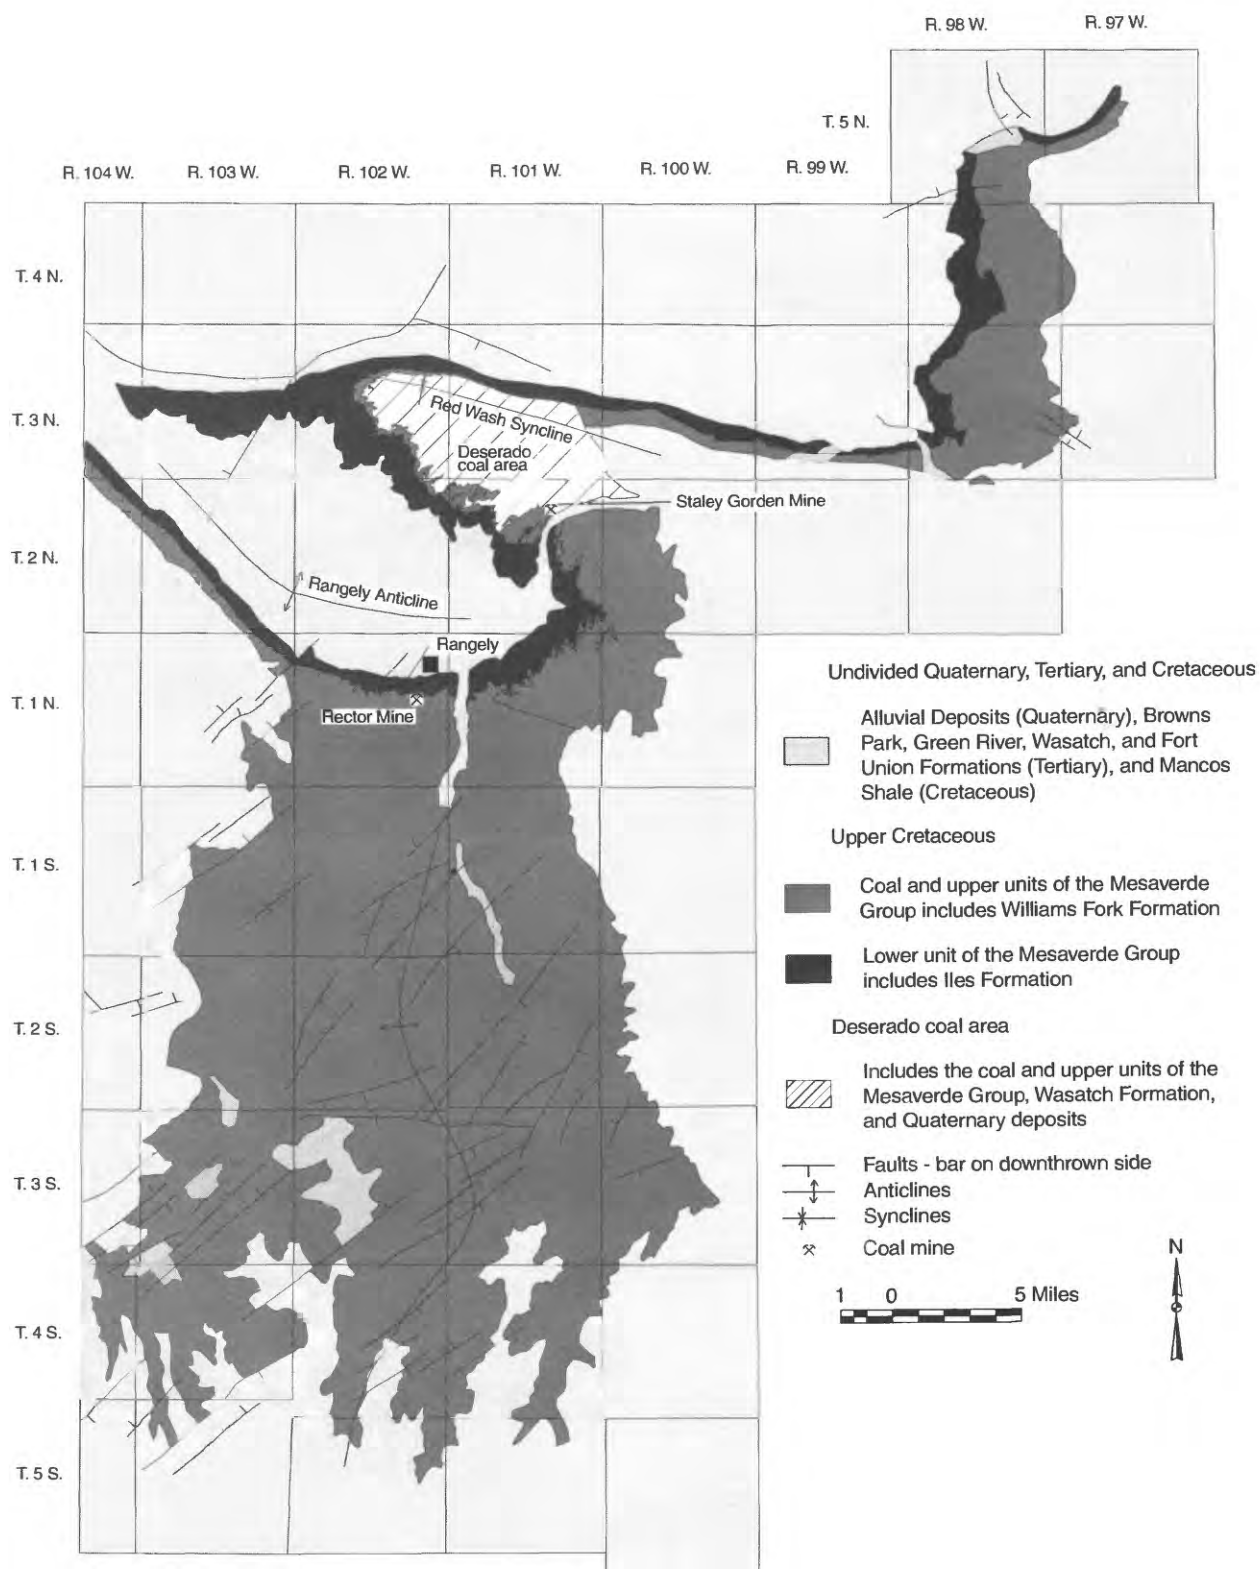 R. 98 W.
R. 97 W.
T. 5 N.
R. 104 W.
R. 103 W.
R. 102 W.
R. 101 W.
R. 100 W.
R. 99 W.
T. 4 N.
T. 3 N.
Red Wash Syncline
Deserado
coal area
Staley Gorden Mine
T. 2 N.
Rangely Anticline
Rangely
T. 1 N.
Rector Mine
T. 1 S.
T. 2 S.
T. 3 S.
T. 4 S.
T. 5 S.
Undivided Quaternary, Tertiary, and Cretaceous
Alluvial Deposits (Quaternary), Browns
Park, Green River, Wasatch, and Fort
Union Formations (Tertiary), and Mancos
Shale (Cretaceous)
Upper Cretaceous
Coal and upper units of the Mesaverde
Group includes Williams Fork Formation
Lower unit of the Mesaverde Group
includes Iles Formation
Deserado coal area
Includes the coal and upper units of the
Mesaverde Group, Wasatch Formation,
and Quaternary deposits
Faults - bar on downthrown side
Anticlines
Synclines
Coal mine
N
1 0 5 Miles